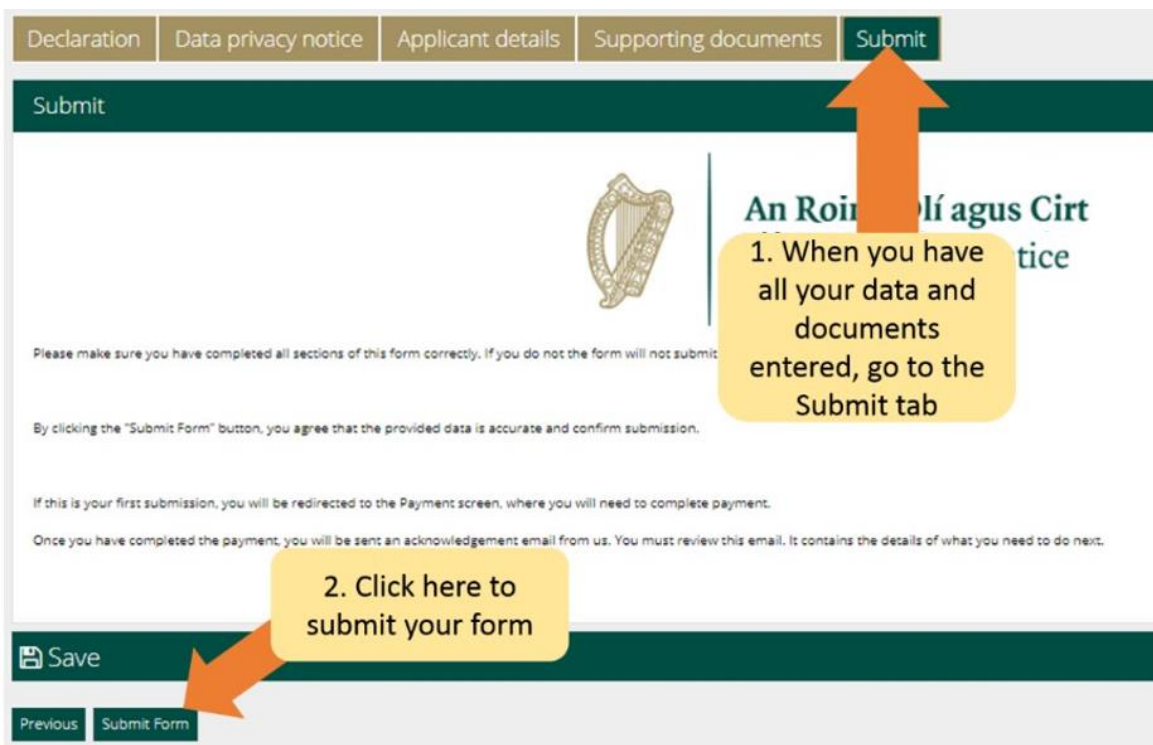 Declaration Data privacy notice Applicant details Supporting documents Submit
Submit
An Roi lí agus Cirt
tice
1. When you have
all your data and
documents
entered, go to the
Submit tab
Please make sure you have completed all sections of this form correctly. If you do not the form will not submit
By clicking the "Submit Form" button, you agree that the provided data is accurate and confirm submission.
If this is your first submission, you will be redirected to the Payment screen, where you will need to complete payment.
Once you have completed the payment, you will be sent an acknowledgement email from us. You must review this email. It contains the details of what you need to do next.
2. Click here to
submit your form
Save
Previous Submit Form